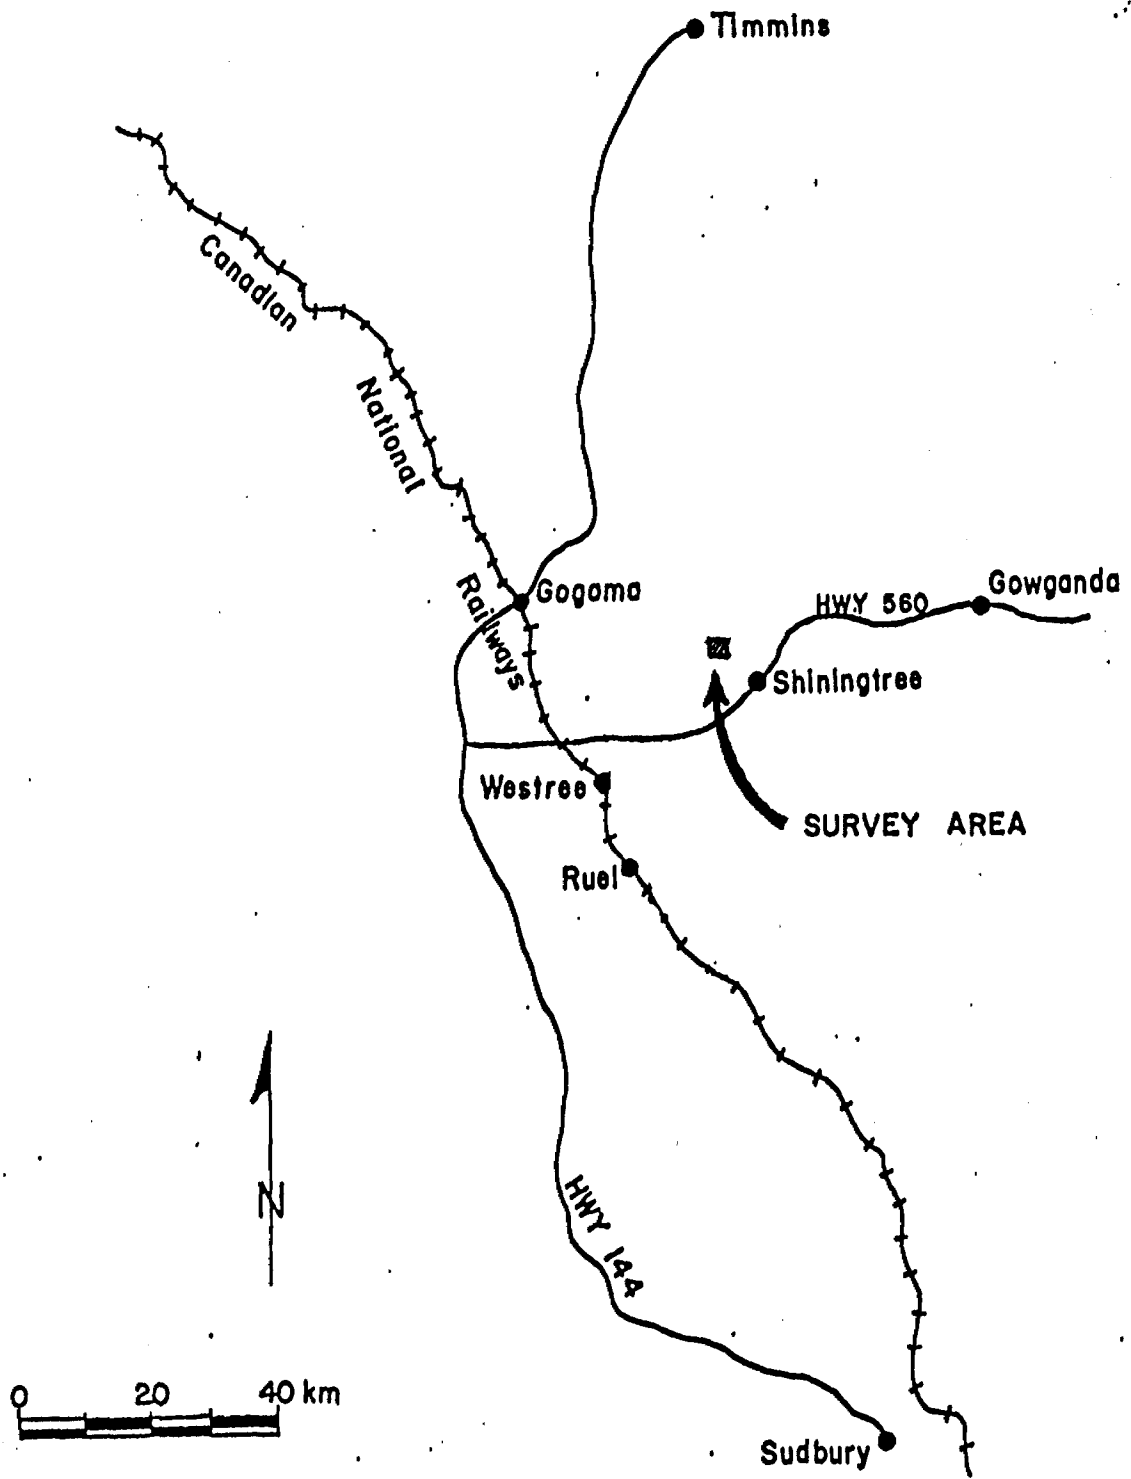 Timmins
Canadian
National
Railways
Gogama
Gowganda
HWY 560
Shiningtree
Westree
SURVEY AREA
Ruel
N
HWY 144
0 20 40 km
Sudbury